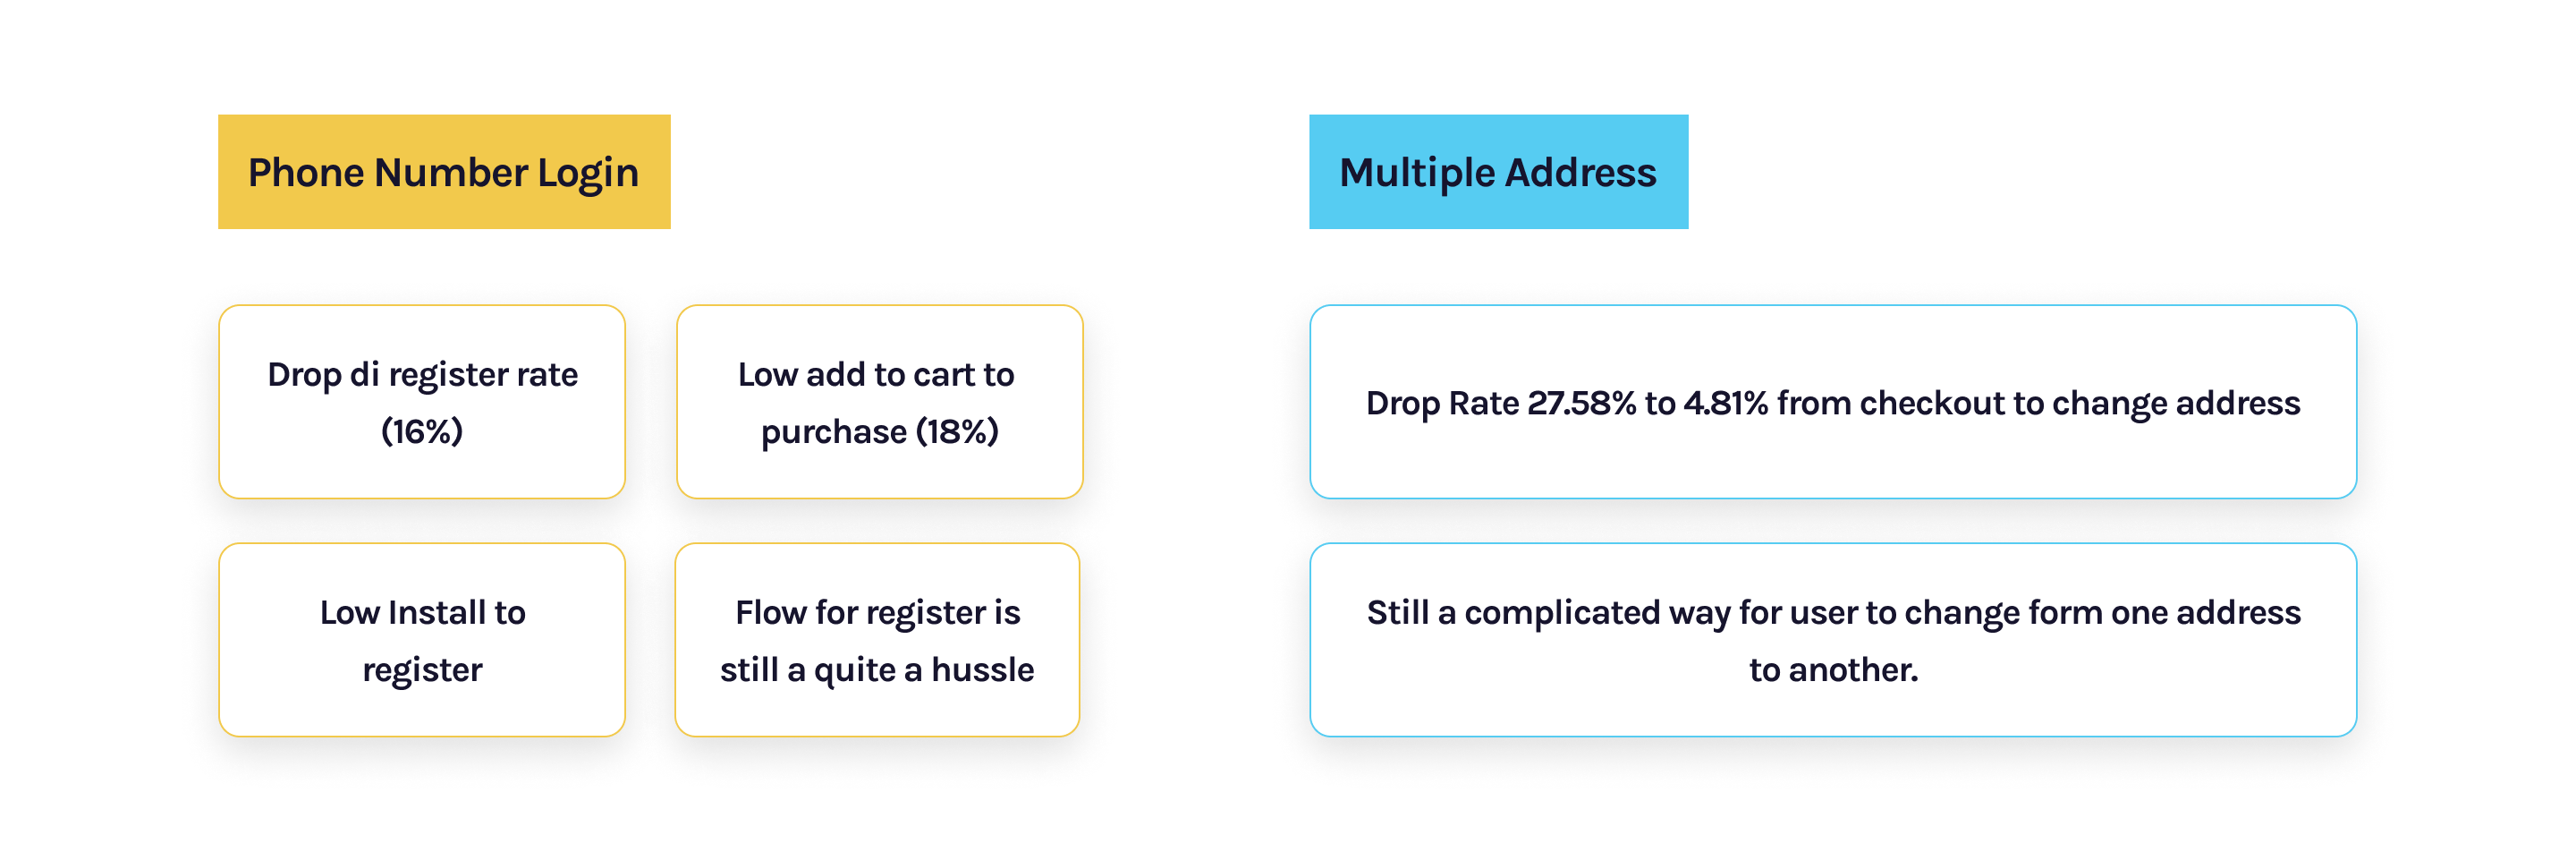 Phone Number Login
Drop di register rate
(16%)
Low add to cart to
purchase (18%)
Low Install to
register
Flow for register is
still a quite a hussle
Multiple Address
Drop Rate 27.58% to 4.81% from checkout to change address
Still a complicated way for user to change form one address
to another.